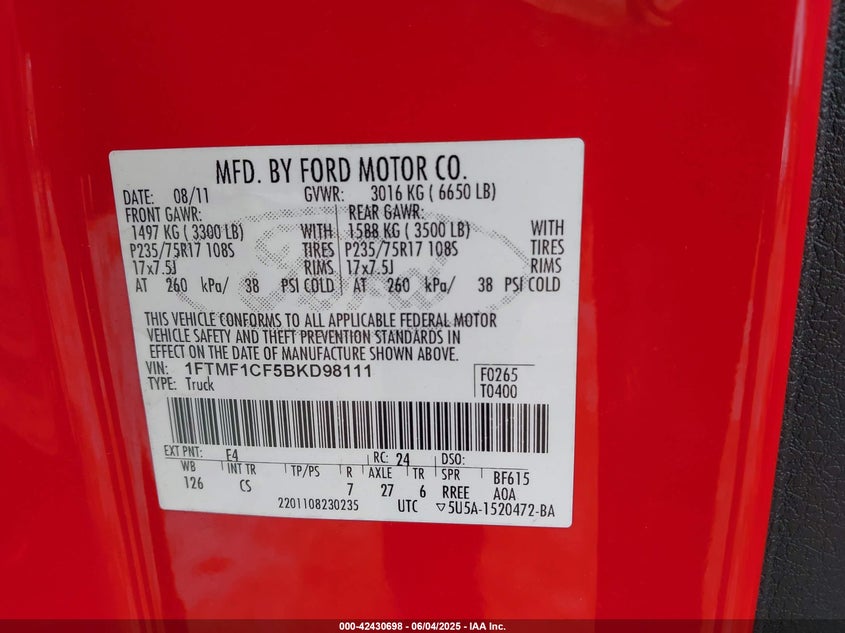 MFD. BY FORD MOTOR CO.
DATE: 08/11 GVWR: 3016 KG ( 6650 LB)
FRONT GAWR: REAR GAWR:
1497 KG ( 3300 LB) WITH 1588 KG ( 3500 LB) WITH
P235/75R17 108S TIRES P235/75R17 108S TIRES
17x7.5J RIMS 17x7.5J RIMS
AT 260 kPa/ 38 PSI COLD AT 260 kPa/ 38 PSI COLD
THIS VEHICLE CONFORMS TO ALL APPLICABLE FEDERAL MOTOR
VEHICLE SAFETY AND THEFT PREVENTION STANDARDS IN
EFFECT ON THE DATE OF MANUFACTURE SHOWN ABOVE.
VIN: 1FTMF1CF5BKD98111 F0265
TYPE: Truck T0400
EXT PNT: E4 RC: 24 DSO:
WB INT TR TP/PS R AXLE TR SPR BF615
126 CS 7 27 6 RREE AOA
2201108230235 UTC ▽5U5A-1520472-BA
000-42430698 - 06/04/2025 - IAA Inc.